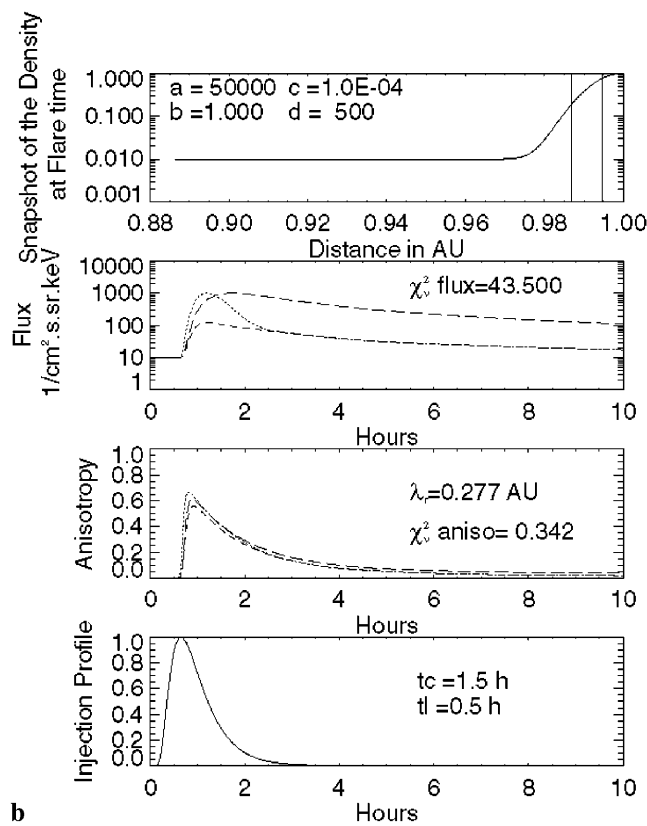 Snapshot of the Density
at Flare time
1.000
0.100
0.010
0.001
a = 50000 c =1.0E-04
b =1.000 d = 500
0.88 0.90 0.92 0.94 0.96 0.98 1.00
Distance in AU
Flux
1/cm².s.sr.keV
10000
1000
100
10
1
χ²ᵥ flux=43.500
0 2 4 6 8 10
Hours
Anisotropy
1.0
0.8
0.6
0.4
0.2
0.0
λᵣ=0.277 AU
χ²ᵥ aniso= 0.342
0 2 4 6 8 10
Hours
Injection Profile
1.0
0.8
0.6
0.4
0.2
0.0
tc =1.5 h
tl =0.5 h
0 2 4 6 8 10
Hours
b